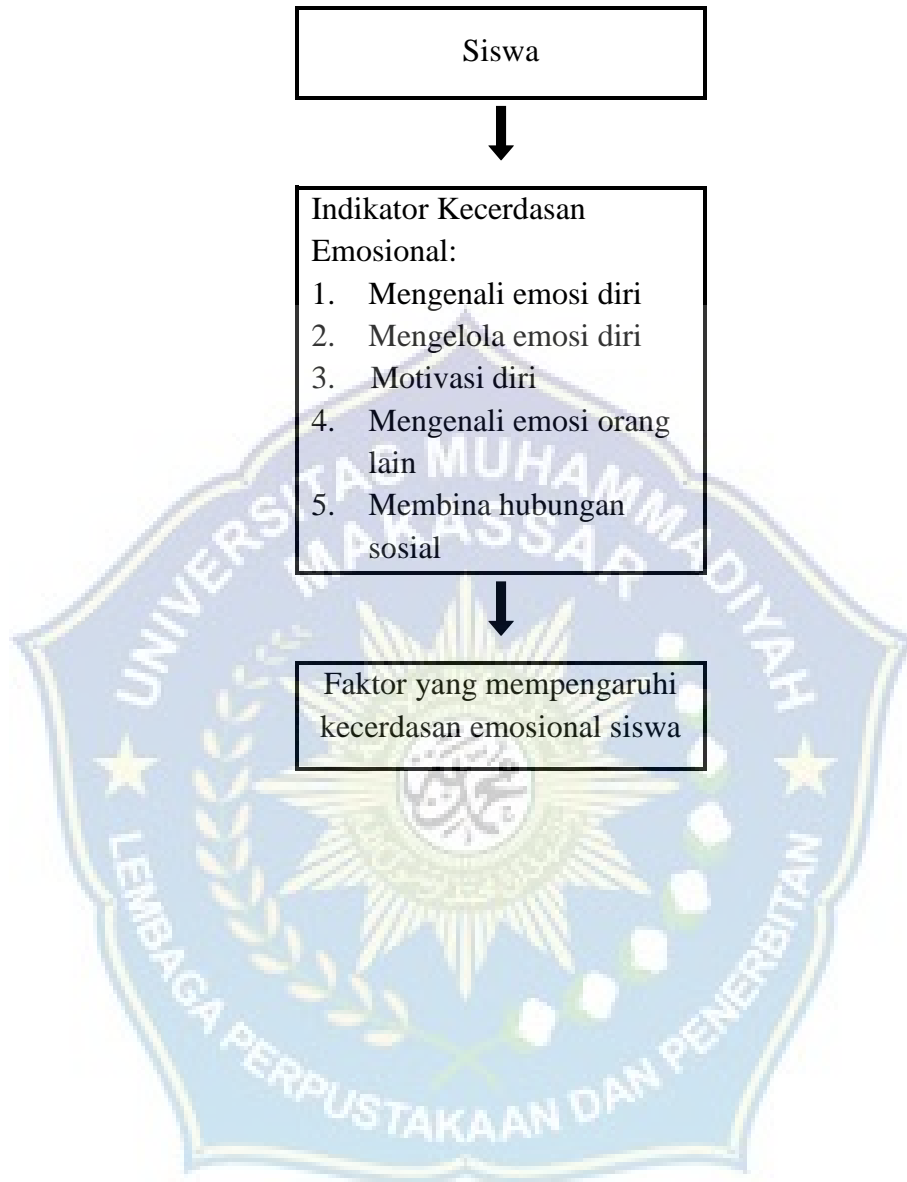 Siswa
Indikator Kecerdasan
Emosional:
1. Mengenali emosi diri
2. Mengelola emosi diri
3. Motivasi diri
4. Mengenali emosi orang
lain
5. Membina hubungan
sosial
Faktor yang mempengaruhi
kecerdasan emosional siswa
UNIVERSITAS MUHAMMADIYAH
MAKASSAR
LEMBAGA PERPUSTAKAAN DAN PENERBITAN